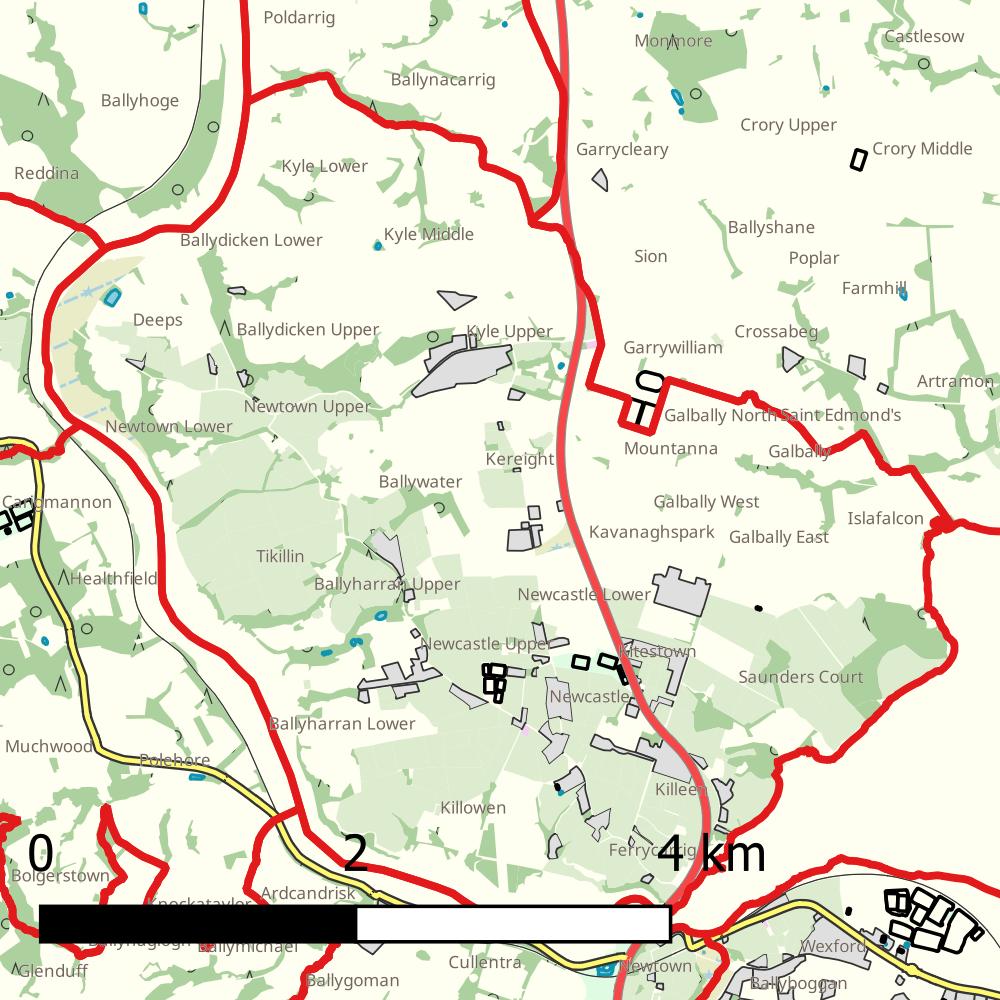 Poldarrig
Castlesow
Monmore
Ballynacarrig
Ballyhoge
Crory Upper
Garrycleary
Crory Middle
Kyle Lower
Reddina
Ballyshane
Kyle Middle
Ballydicken Lower
Sion
Poplar
Farmhill
Deeps
Ballydicken Upper
Kyle Upper
Crossabeg
Garrywilliam
Artramon
Newtown Upper
Galbally North
Saint Edmond's
Newtown Lower
Mountanna
Galbally
Kereight
Ballywater
Carigmannon
Galbally West
Islafalcon
Kavanaghspark
Galbally East
Tikillin
Healthfield
Ballyharran Upper
Newcastle Lower
Newcastle Upper
Kitestown
Saunders Court
Newcastle
Ballyharran Lower
Muchwood
Polehore
Killeen
Killowen
Ferrycarrig
0 2 4 km
Bolgerstown
Ardcandrisk
Knockataylor
Ballymichael
Wexford
Cullentra
Newtown
Glenduff
Ballygoman
Ballyboggan